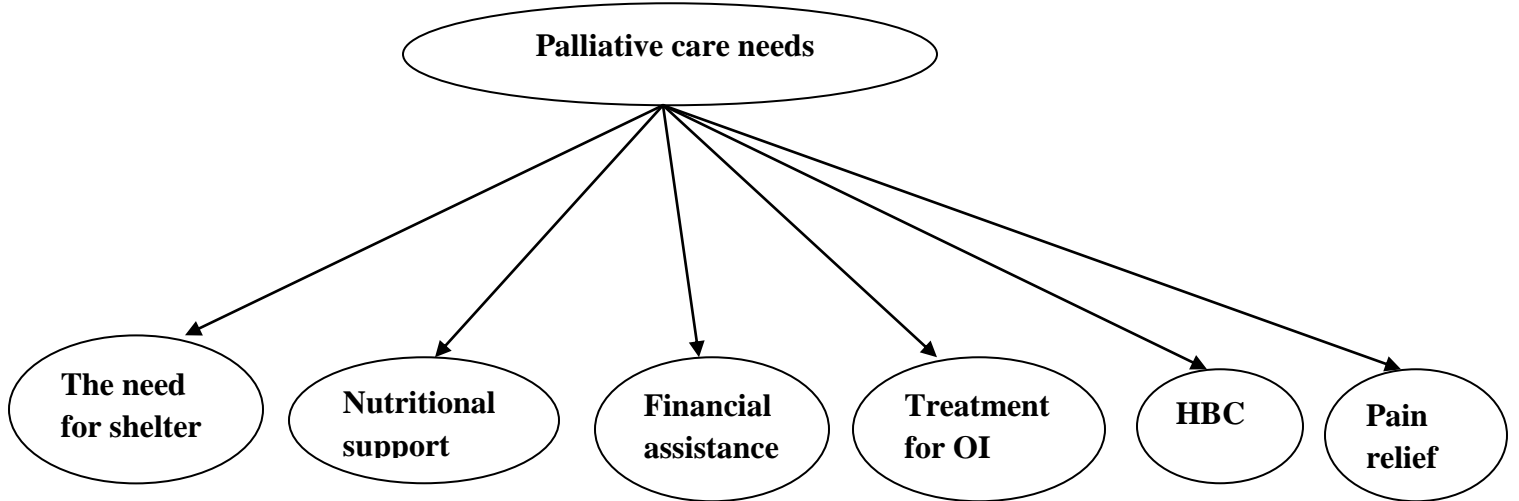 Palliative care needs
The need
for shelter
Nutritional
support
Financial
assistance
Treatment
for OI
HBC
Pain
relief